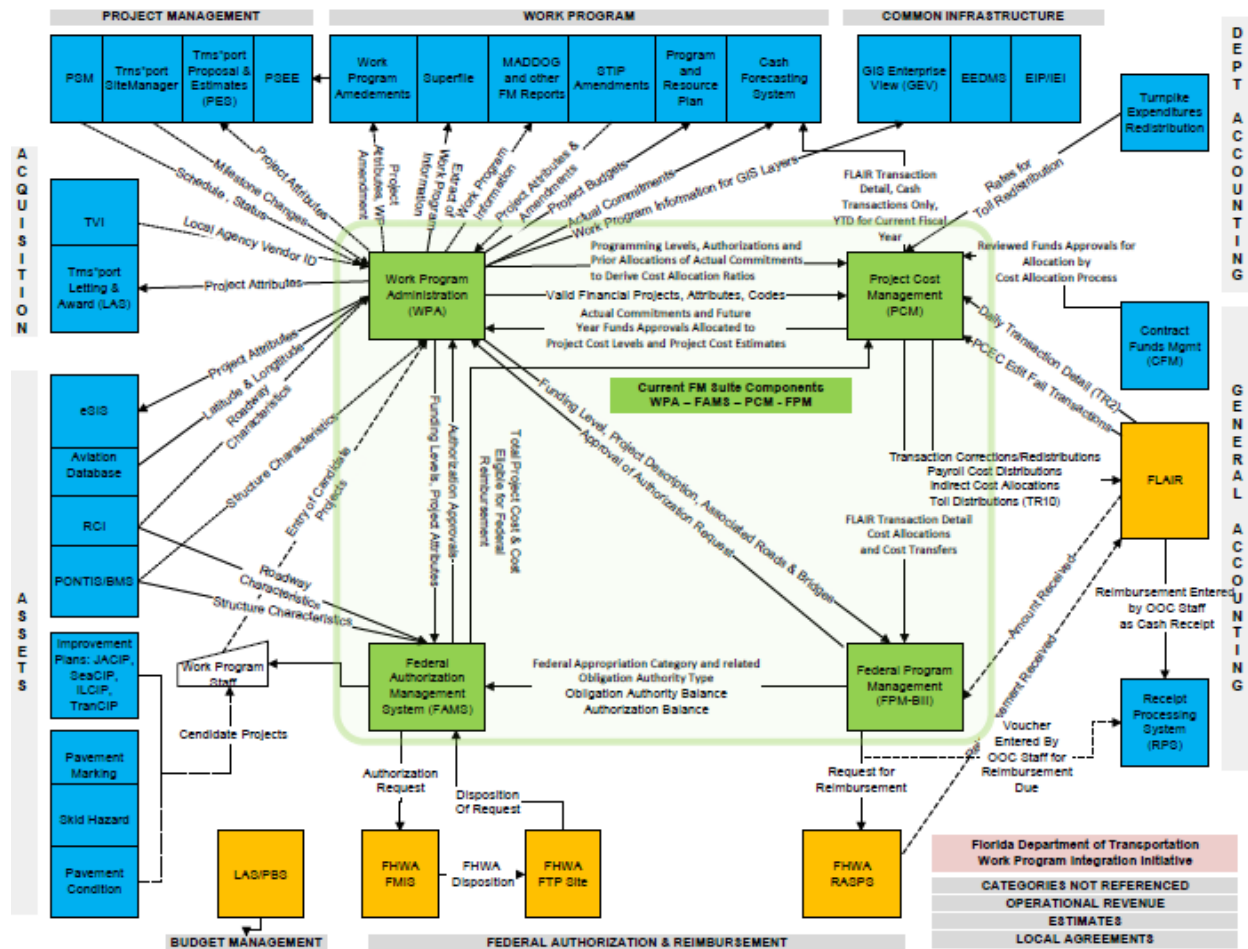 PROJECT MANAGEMENT
WORK PROGRAM
COMMON INFRASTRUCTURE
PSM
Trns*port
SiteManager
Trns*port
Proposal &
Estimates
(PES)
PSEE
Work
Program
Amedements
Superfile
MADDOG
and other
FM Reports
STIP
Amendments
Program
and
Resource
Plan
Cash
Forecasting
System
GIS Enterprise
View (GEV)
EEDMS
EIP/IEI
Turnpike
Expenditures
Redistribution
DEPT ACCOUNTING
ACQUISITION
TVI
Trns*port
Letting &
Award (LAS)
Schedule, Status
Milestone Changes
Project Attributes
Local Agency Vendor ID
Project Attributes
Project
Attributes, WP
Amendment
Extract of
Work Program
Information
Work Program
Information
Project Attributes &
Amendments
Project Budgets
Actual Commitments
Work Program Information for GIS Layers
FLAIR Transaction
Detail, Cash
Transactions Only,
YTD for Current Fiscal
Year
Rates for
Toll Redistribution
Reviewed Funds Approvals for
Allocation by
Cost Allocation Process
Work Program
Administration
(WPA)
Programming Levels, Authorizations and
Prior Allocations of Actual Commitments
to Derive Cost Allocation Ratios
Valid Financial Projects, Attributes, Codes
Actual Commitments and Future
Year Funds Approvals Allocated to
Project Cost Levels and Project Cost Estimates
Project Cost
Management
(PCM)
Contract
Funds Mgmt
(CFM)
Daily Transaction Detail (TR2)
PCEC Edit Fail Transactions
Current FM Suite Components
WPA – FAMS – PCM - FPM
GENERAL ACCOUNTING
ASSETS
eSIS
Aviation
Database
RCI
PONTIS/BMS
Project Attributes
Latitude & Longtitude
Roadway
Characteristics
Structure Characteristics
Entry of Candidate
Projects
Roadway
Characteristics
Structure Characteristics
Funding Levels, Project Attributes
Authorization Approvals
Total Project Cost & Cost
Eligible for Federal
Reimbursement
Funding Level, Project Description, Associated Roads & Bridges
Approval of Authorization Request
Transaction Corrections/Redistributions
Payroll Cost Distributions
Indirect Cost Allocations
Toll Distributions (TR10)
FLAIR
FLAIR Transaction Detail
Cost Allocations
and Cost Transfers
Amount Received
Reimbursement Entered
by OOC Staff
as Cash Receipt
Improvement
Plans: JACIP,
SeaCIP,
ILCIP,
TranCIP
Work Program
Staff
Candidate Projects
Federal
Authorization
Management
System (FAMS)
Federal Appropriation Category and related
Obligation Authority Type
Obligation Authority Balance
Authorization Balance
Federal Program
Management
(FPM-Bill)
ement Received
Voucher
Entered By
OOC Staff for
Reimbursement
Due
Receipt
Processing
System
(RPS)
Pavement
Marking
Skid Hazard
Pavement
Condition
Authorization
Request
Disposition
Of Request
Request for
Reimbursement
LAS/PBS
FHWA
FMIS
FHWA
Disposition
FHWA
FTP Site
FHWA
RASPS
Florida Department of Transportation
Work Program Integration Initiative
CATEGORIES NOT REFERENCED
OPERATIONAL REVENUE
ESTIMATES
LOCAL AGREEMENTS
BUDGET MANAGEMENT
FEDERAL AUTHORIZATION & REIMBURSEMENT